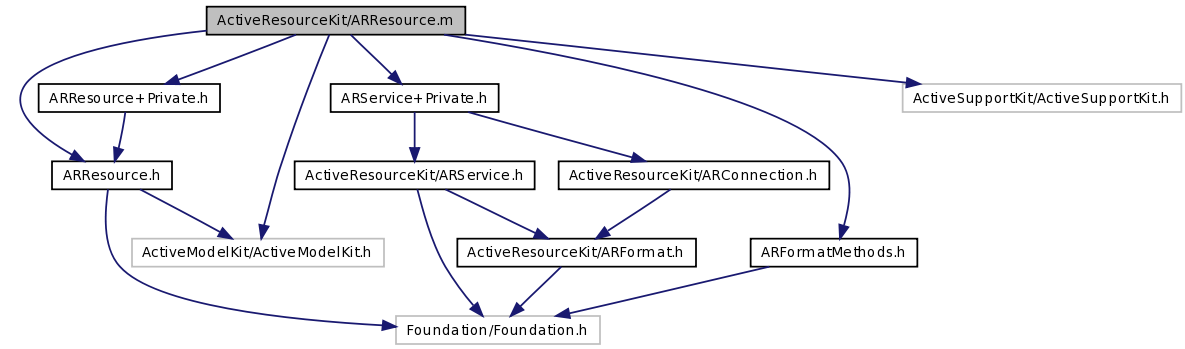 ActiveResourceKit/ARResource.m
ARResource+Private.h
ARService+Private.h
ActiveSupportKit/ActiveSupportKit.h
ARResource.h
ActiveResourceKit/ARService.h
ActiveResourceKit/ARConnection.h
ActiveModelKit/ActiveModelKit.h
ActiveResourceKit/ARFormat.h
ARFormatMethods.h
Foundation/Foundation.h